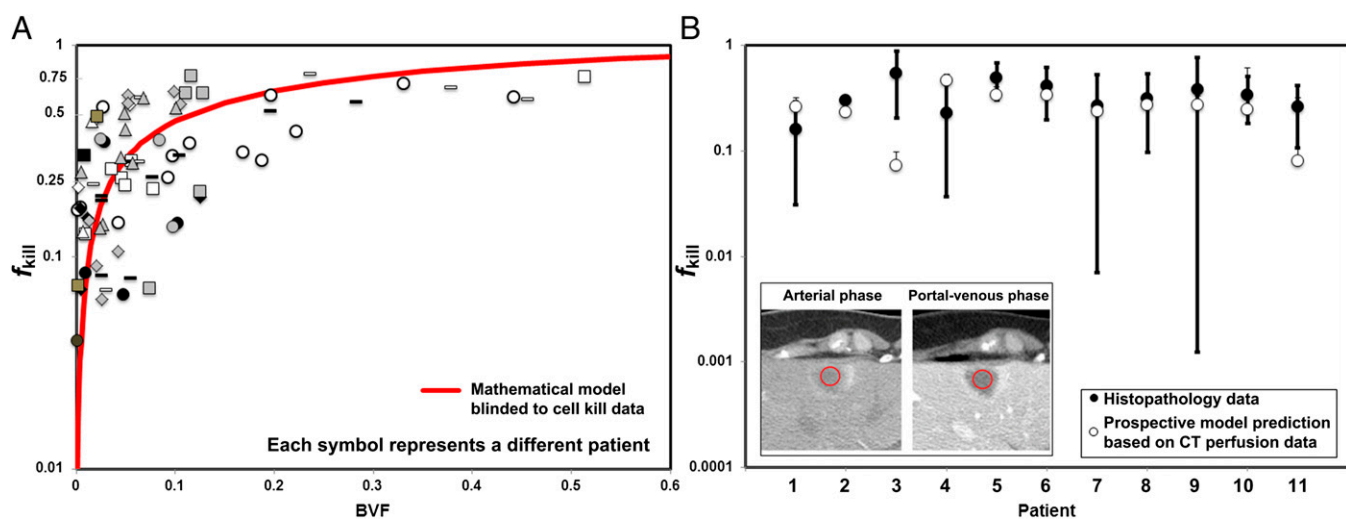 A
1
0.75
0.5
0.25
0.1
0.01
fkill
0
0.1
0.2
0.3
0.4
0.5
0.6
BVF
Mathematical model
blinded to cell kill data
Each symbol represents a different patient
B
1
0.1
0.01
0.001
0.0001
fkill
Arterial phase
Portal-venous phase
Histopathology data
Prospective model prediction
based on CT perfusion data
1 2 3 4 5 6 7 8 9 10 11
Patient